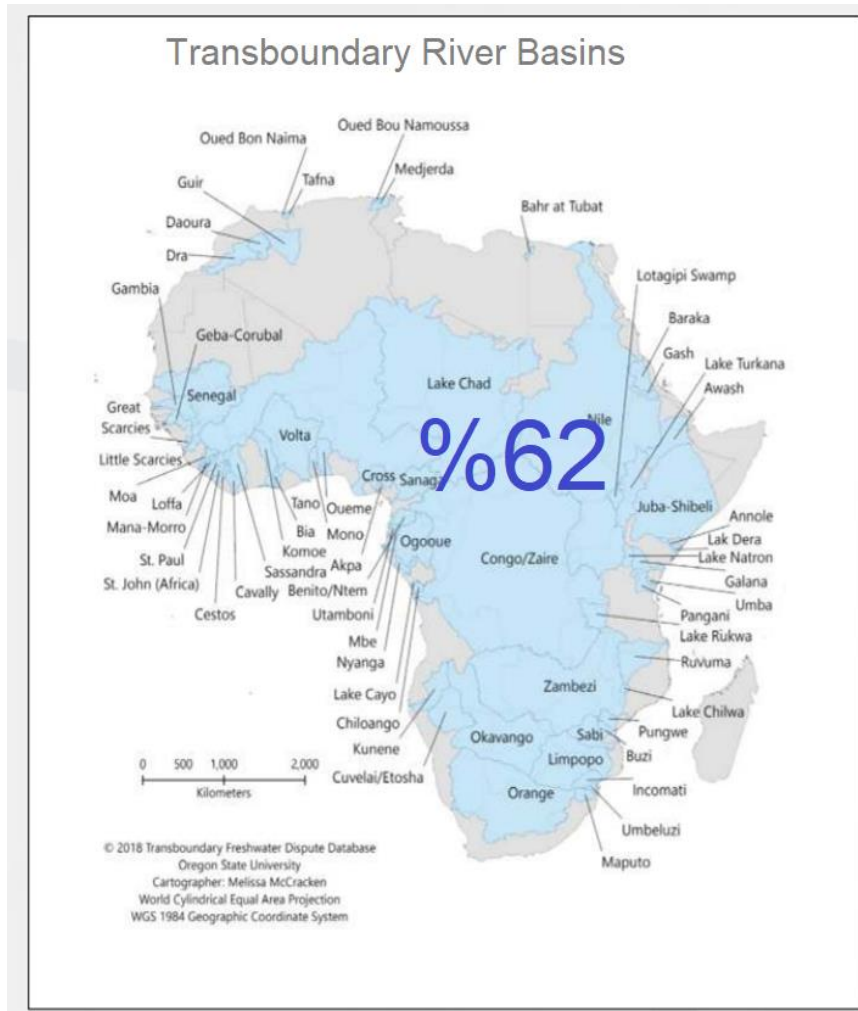 Transboundary River Basins
Oued Bou Namoussa
Oued Bon Naima
Medjerda
Guir
Tafna
Bahr at Tubat
Daoura
Dra
Lotagipi Swamp
Gambia
Baraka
Geba-Corubal
Gash
Lake Turkana
Lake Chad
Awash
Senegal
Great
Scarcies
Nile
Volta
%62
Little Scarcies
Cross
Sanaga
Moa
Loffa
Tano
Oueme
Juba-Shibeli
Mana-Morro
Bia
Mono
Annole
St. Paul
Komoe
Ogooue
Lak Dera
Congo/Zaire
Lake Natron
Sassandra
Akpa
St. John (Africa)
Cavally
Benito/Ntem
Galana
Cestos
Utamboni
Umba
Pangani
Mbe
Lake Rukwa
Nyanga
Ruvuma
Lake Cayo
Zambezi
Lake Chilwa
Chiloango
Pungwe
Kunene
Okavango
Sabi
Buzi
Cuvelai/Etosha
Limpopo
0 500 1,000 2,000
Kilometers
Orange
Incomati
Umbeluzi
Maputo
© 2018 Transboundary Freshwater Dispute Database
Oregon State University
Cartographer: Melissa McCracken
World Cylindrical Equal Area Projection
WGS 1984 Geographic Coordinate System